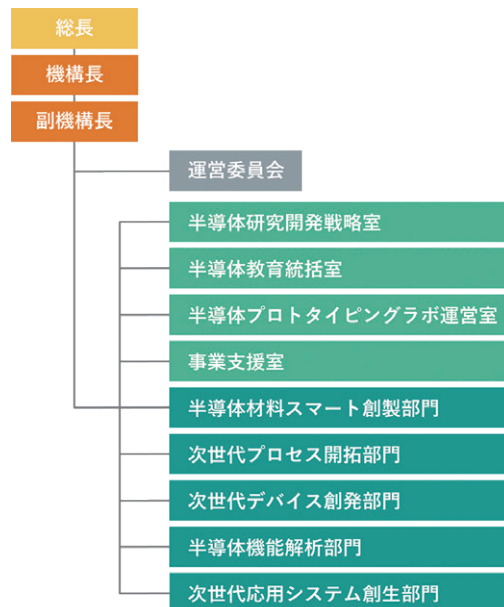 総長
機構長
副機構長
運営委員会
半導体研究開発戦略室
半導体教育統括室
半導体プロトタイピングラボ運営室
事業支援室
半導体材料スマート創製部門
次世代プロセス開拓部門
次世代デバイス創発部門
半導体機能解析部門
次世代応用システム創生部門